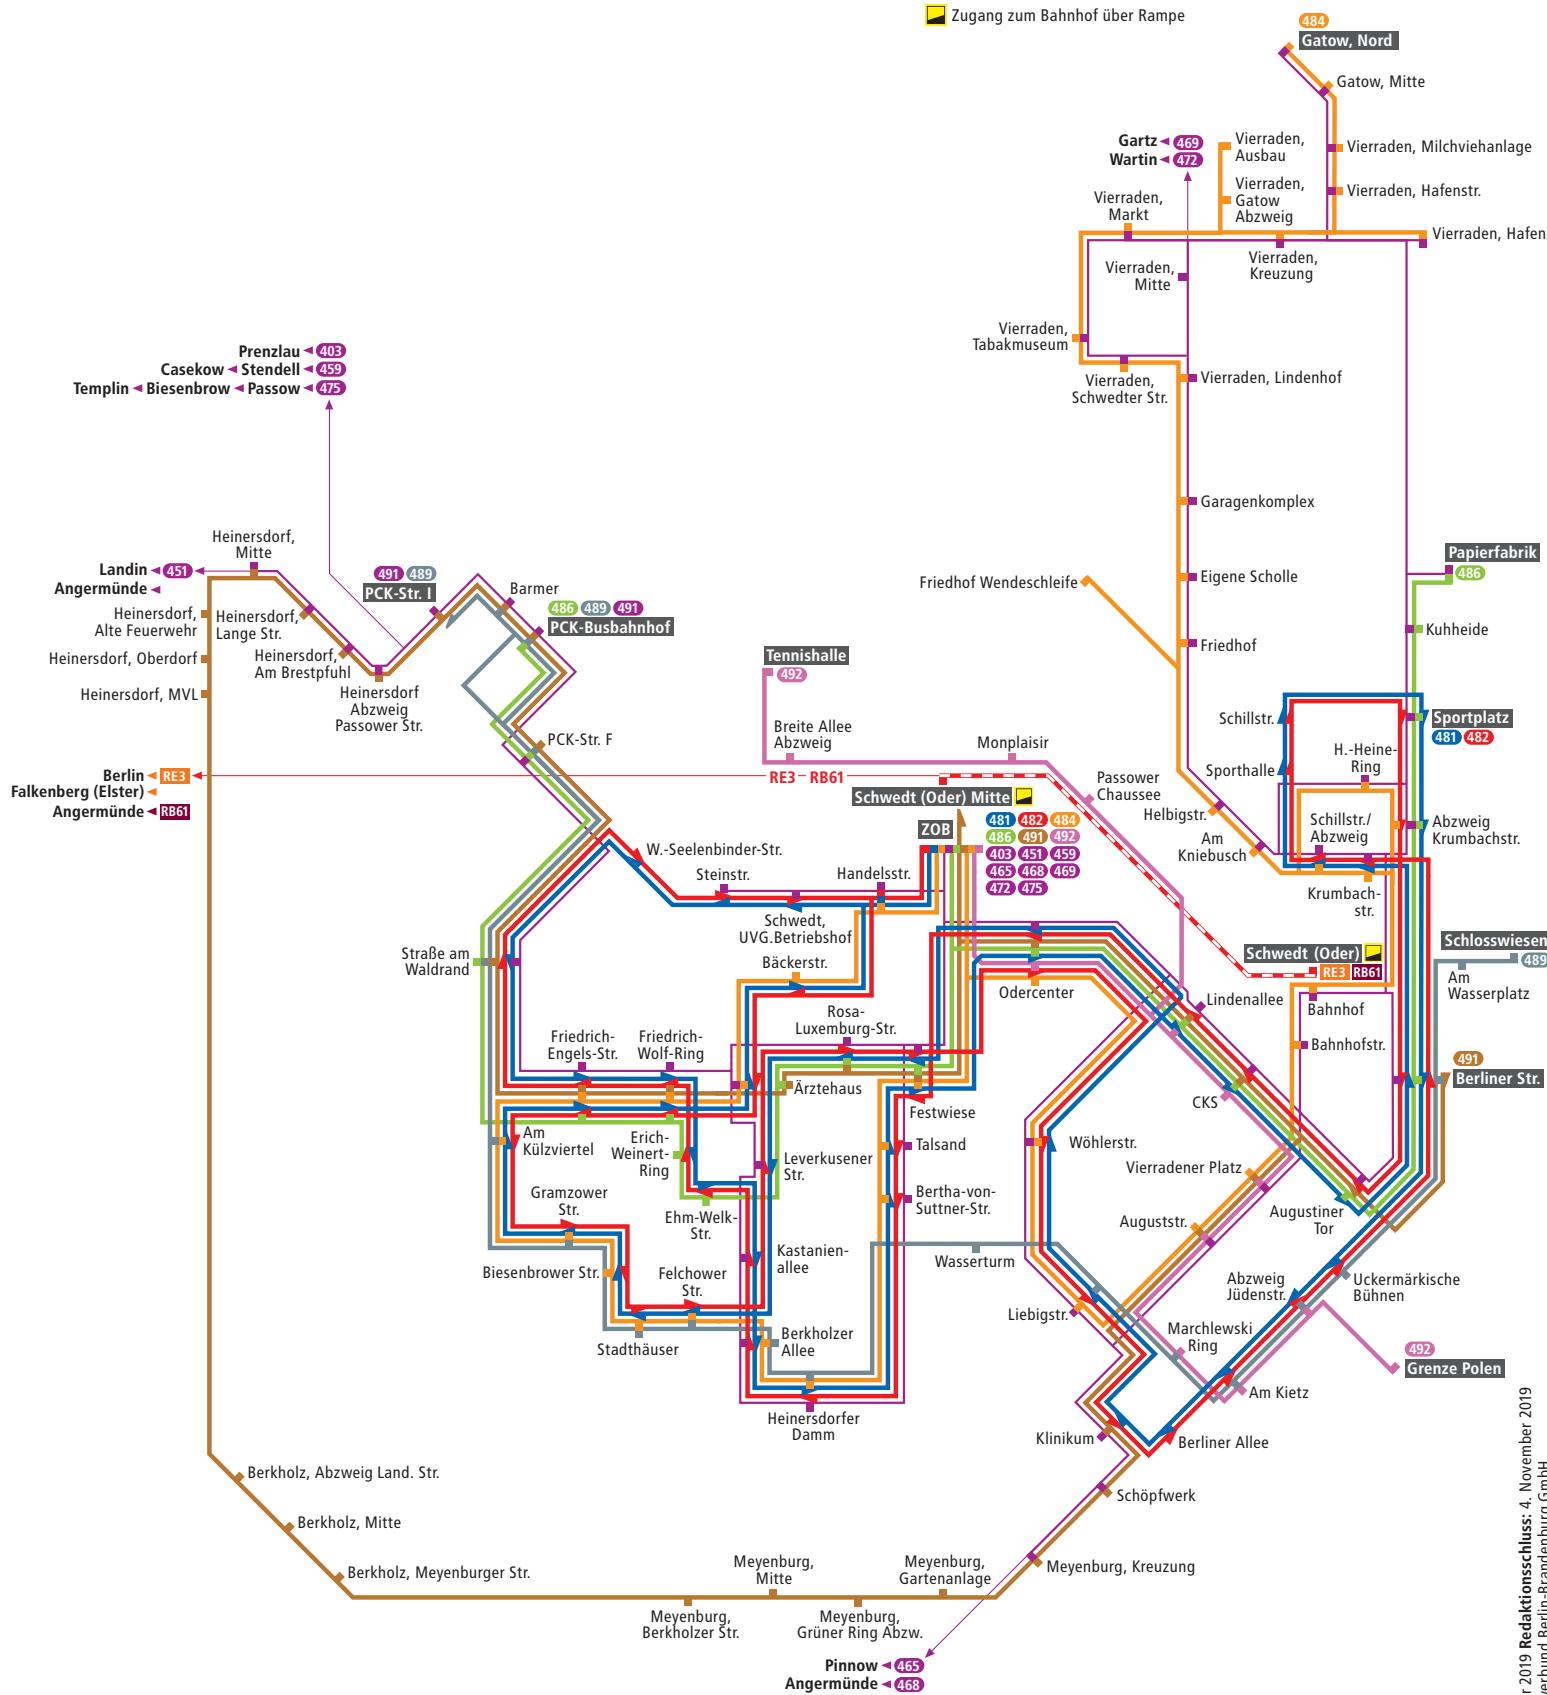 Zugang zum Bahnhof über Rampe
484
Gatow, Nord
Gatow, Mitte
Gartz 469
Wartin 472
Vierraden,
Ausbau
Vierraden, Milchviehanlage
Vierraden,
Gatow
Abzweig
Vierraden, Hafenstr.
Vierraden,
Markt
Vierraden, Hafen
Vierraden,
Kreuzung
Vierraden,
Mitte
Vierraden,
Tabakmuseum
Vierraden,
Schwedter Str.
Vierraden, Lindenhof
Prenzlau 403
Casekow Stendell 459
Templin Biesenbrow Passow 475
Garagenkomplex
Heinersdorf,
Mitte
Landin 451
Angermünde
491 489
PCK-Str. I
Barmer
486 489 491
PCK-Busbahnhof
Papierfabrik
486
Friedhof Wendeschleife
Eigene Scholle
Heinersdorf,
Alte Feuerwehr
Heinersdorf,
Lange Str.
Heinersdorf, Oberdorf
Heinersdorf,
Am Brestpfuhl
Heinersdorf, MVL
Heinersdorf
Abzweig
Passower Str.
Kuhheide
Friedhof
Tennishalle
492
Schillstr.
Sportplatz
481 482
Breite Allee
Abzweig
Monplaisir
PCK-Str. F
H.-Heine-
Ring
Sporthalle
Berlin RE3
Falkenberg (Elster)
Angermünde RB61
RE3 RB61
Passower
Chaussee
Schwedt (Oder) Mitte
Helbigstr.
ZOB
481 482 484
486 491 492
403 451 459
465 468 469
472 475
Schillstr./
Abzweig
Abzweig
Krumbachstr.
Am
Kniebusch
W.-Seelenbinder-Str.
Steinstr.
Handelsstr.
Krumbach-
str.
Schwedt,
UVG.Betriebshof
Straße am
Waldrand
Bäckerstr.
Schwedt (Oder)
RE3 RB61
Schlosswiesen
489
Am
Wasserplatz
Odercenter
Lindenallee
Bahnhof
Rosa-
Luxemburg-Str.
Friedrich-
Engels-Str.
Friedrich-
Wolf-Ring
Bahnhofstr.
491
Berliner Str.
Ärztehaus
CKS
Festwiese
Am
Külzviertel
Erich-
Weinert-
Ring
Talsand
Wöhlerstr.
Leverkusener
Str.
Vierradener Platz
Gramzower
Str.
Bertha-von-
Suttner-Str.
Ehm-Welk-
Str.
Auguststr.
Augustiner
Tor
Kastanien-
allee
Wasserturm
Biesenbrower Str.
Felchower
Str.
Abzweig
Jüdenstr.
Uckermärkische
Bühnen
Liebigstr.
Stadthäuser
Berkholzer
Allee
Marchlewski
Ring
492
Grenze Polen
Am Kietz
Heinersdorfer
Damm
Klinikum
Berliner Allee
Berkholz, Abzweig Land. Str.
Schöpfwerk
Berkholz, Mitte
Meyenburg, Kreuzung
Berkholz, Meyenburger Str.
Meyenburg,
Mitte
Meyenburg,
Gartenanlage
Meyenburg,
Berkholzer Str.
Meyenburg,
Grüner Ring Abzw.
Pinnow 465
Angermünde 468
2019 Redaktionsschluss: 4. November 2019
Berlin-Brandenburg GmbH